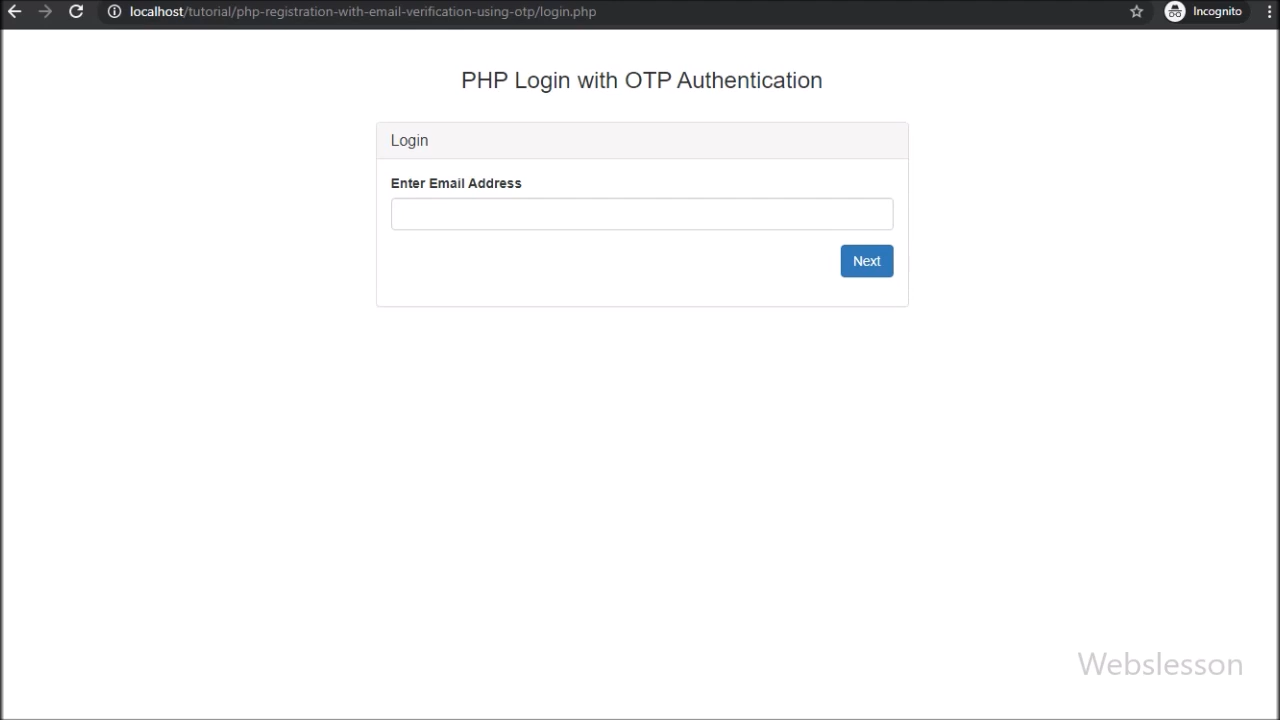 localhost/tutorial/php-registration-with-email-verification-using-otp/login.php
Incognito
PHP Login with OTP Authentication
Login
Enter Email Address
Next
Webslesson